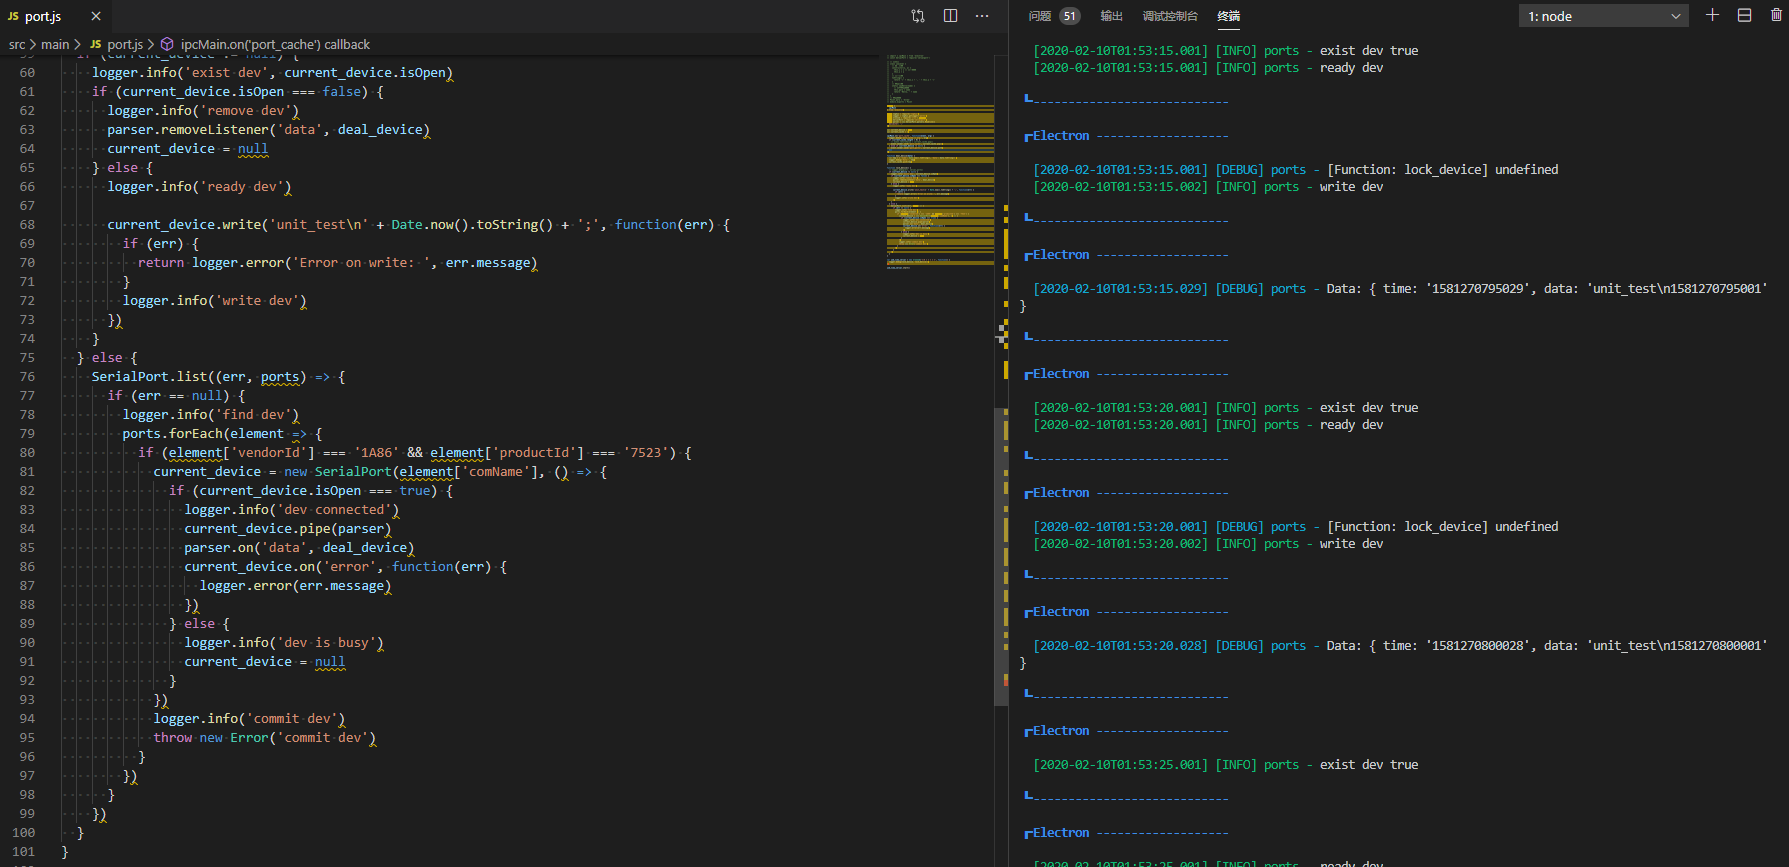 JS port.js ×
src > main > JS port.js > ipcMain.on('port_cache') callback
60 logger.info('exist dev', current_device.isOpen)
61 if (current_device.isOpen === false) {
62 logger.info('remove dev')
63 parser.removeListener('data', deal_device)
64 current_device = null
65 } else {
66 logger.info('ready dev')
67
68 current_device.write('unit_test\n' + Date.now().toString() + ';', function(err) {
69 if (err) {
70 return logger.error('Error on write: ', err.message)
71 }
72 logger.info('write dev')
73 })
74 }
75 } else {
76 SerialPort.list((err, ports) => {
77 if (err == null) {
78 logger.info('find dev')
79 ports.forEach(element => {
80 if (element['vendorId'] === '1A86' && element['productId'] === '7523') {
81 current_device = new SerialPort(element['comName'], () => {
82 if (current_device.isOpen === true) {
83 logger.info('dev connected')
84 current_device.pipe(parser)
85 parser.on('data', deal_device)
86 current_device.on('error', function(err) {
87 logger.error(err.message)
88 })
89 } else {
90 logger.info('dev is busy')
91 current_device = null
92 }
93 })
94 logger.info('commit dev')
95 throw new Error('commit dev')
96 }
97 })
98 }
99 })
100 }
101 }
问题 51 输出 调试控制台 终端 1: node
[2020-02-10T01:53:15.001] [INFO] ports - exist dev true
[2020-02-10T01:53:15.001] [INFO] ports - ready dev
┗----------------------------
┏Electron -------------------
[2020-02-10T01:53:15.001] [DEBUG] ports - [Function: lock_device] undefined
[2020-02-10T01:53:15.002] [INFO] ports - write dev
┗----------------------------
┏Electron -------------------
[2020-02-10T01:53:15.029] [DEBUG] ports - Data: { time: '1581270795029', data: 'unit_test\n1581270795001'
}
┗----------------------------
┏Electron -------------------
[2020-02-10T01:53:20.001] [INFO] ports - exist dev true
[2020-02-10T01:53:20.001] [INFO] ports - ready dev
┗----------------------------
┏Electron -------------------
[2020-02-10T01:53:20.001] [DEBUG] ports - [Function: lock_device] undefined
[2020-02-10T01:53:20.002] [INFO] ports - write dev
┗----------------------------
┏Electron -------------------
[2020-02-10T01:53:20.028] [DEBUG] ports - Data: { time: '1581270800028', data: 'unit_test\n1581270800001'
}
┗----------------------------
┏Electron -------------------
[2020-02-10T01:53:25.001] [INFO] ports - exist dev true
┗----------------------------
┏Electron -------------------
[2020-02-10T01:53:25.001] [INFO] ports - ready dev